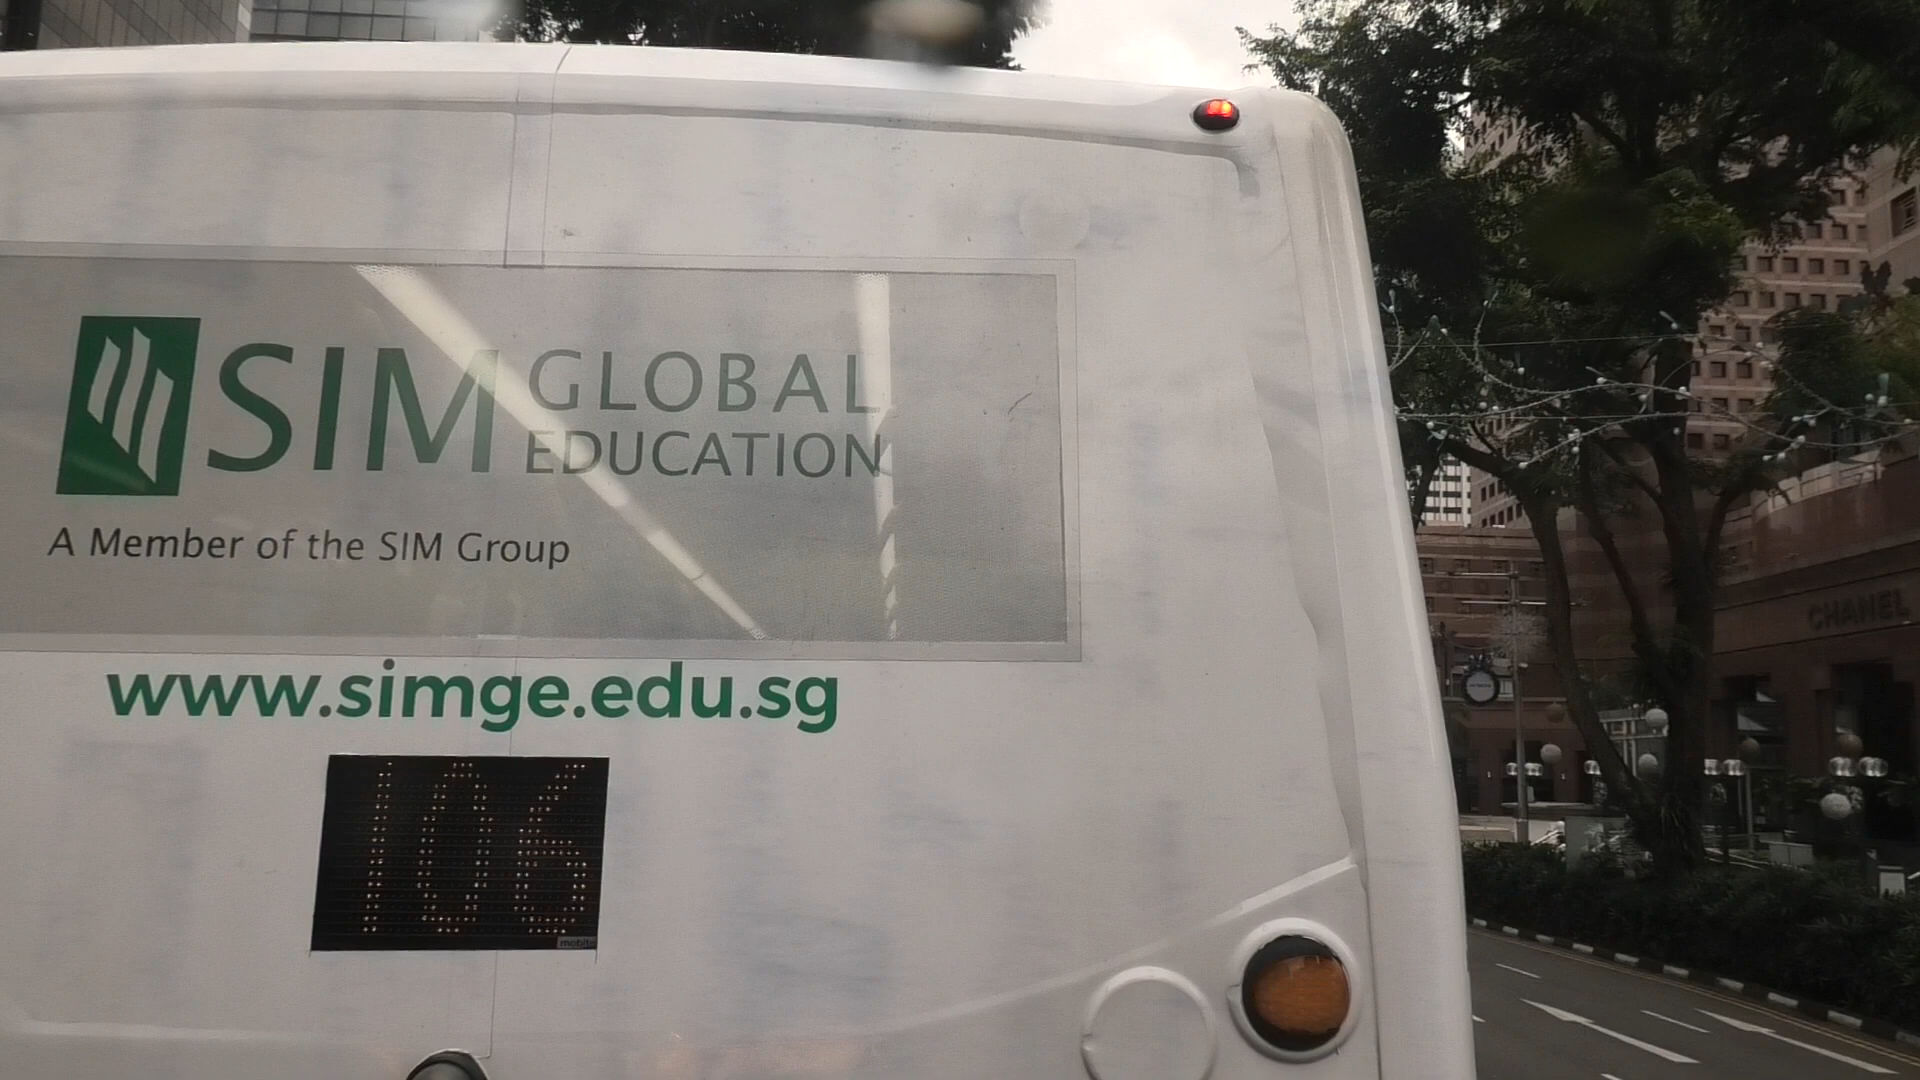 SIM GLOBAL
EDUCATION
A Member of the SIM Group
www.simge.edu.sg
106
CHANEL